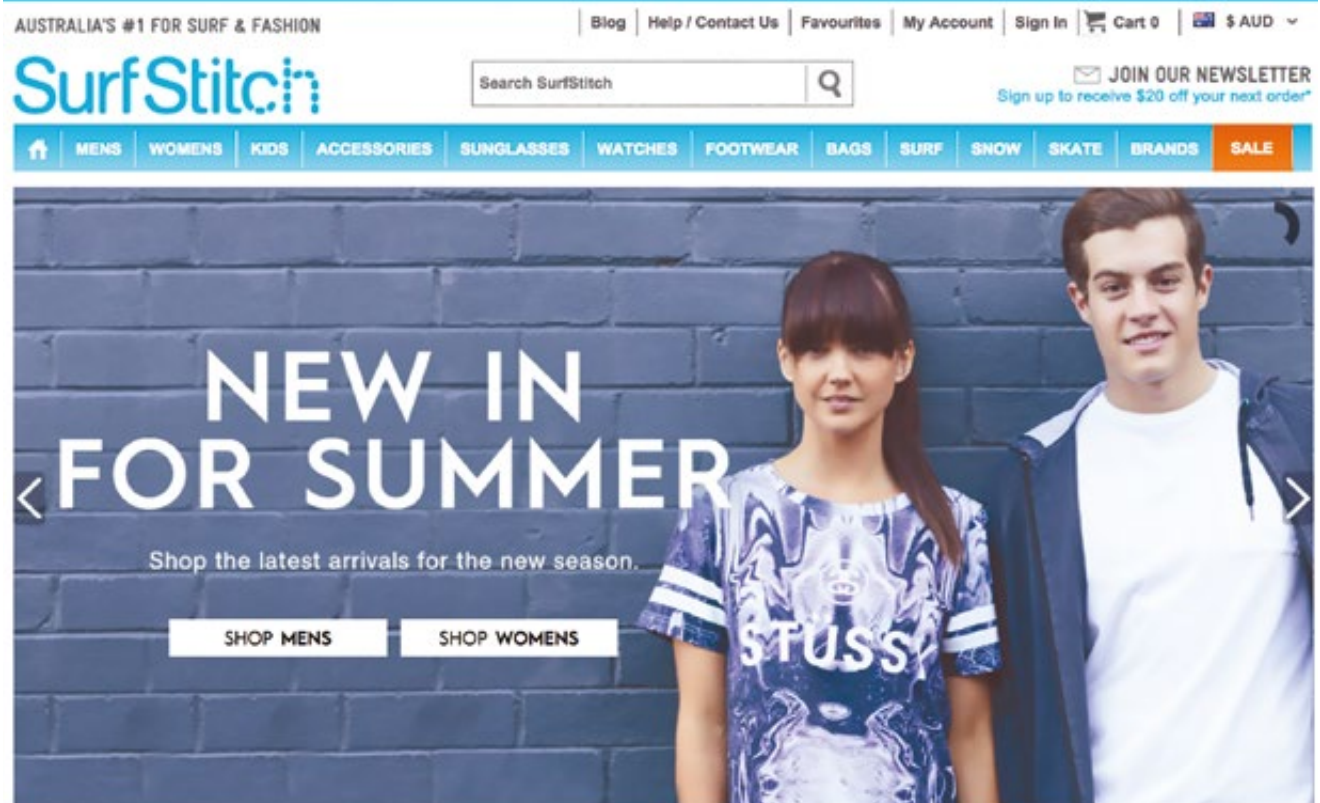 AUSTRALIA'S #1 FOR SURF & FASHION
Blog Help / Contact Us Favourites My Account Sign In Cart 0 $ AUD
SurfStitch
Search SurfStitch
JOIN OUR NEWSLETTER
Sign up to receive $20 off your next order*
MENS WOMENS KIDS ACCESSORIES SUNGLASSES WATCHES FOOTWEAR BAGS SURF SNOW SKATE BRANDS SALE
NEW IN
FOR SUMMER
Shop the latest arrivals for the new season.
SHOP MENS SHOP WOMENS
STÜSS